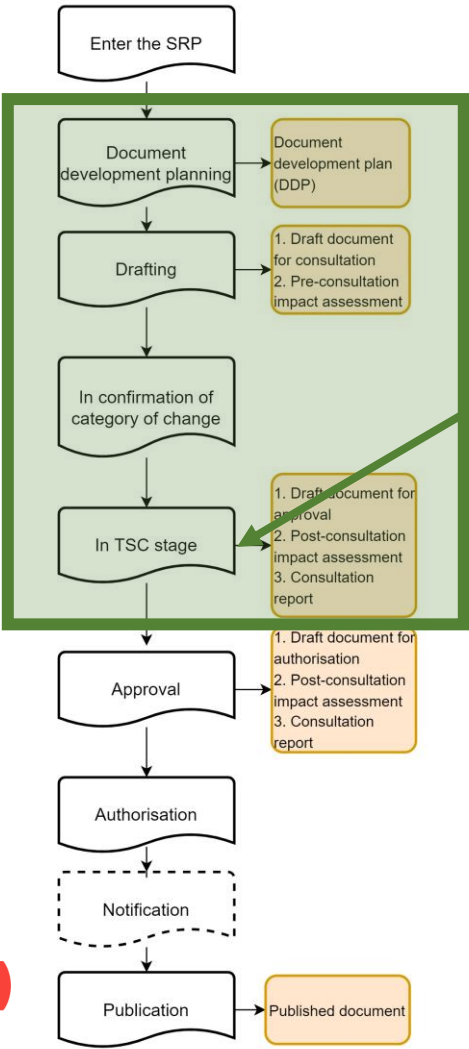 Enter the SRP
Document
development planning
Document
development plan
(DDP)
Drafting
1. Draft document
for consultation
2. Pre-consultation
impact assessment
In confirmation of
category of change
In TSC stage
1. Draft document for
approval
2. Post-consultation
impact assessment
3. Consultation
report
Approval
1. Draft document for
authorisation
2. Post-consultation
impact assessment
3. Consultation
report
Authorisation
Notification
Publication
Published document